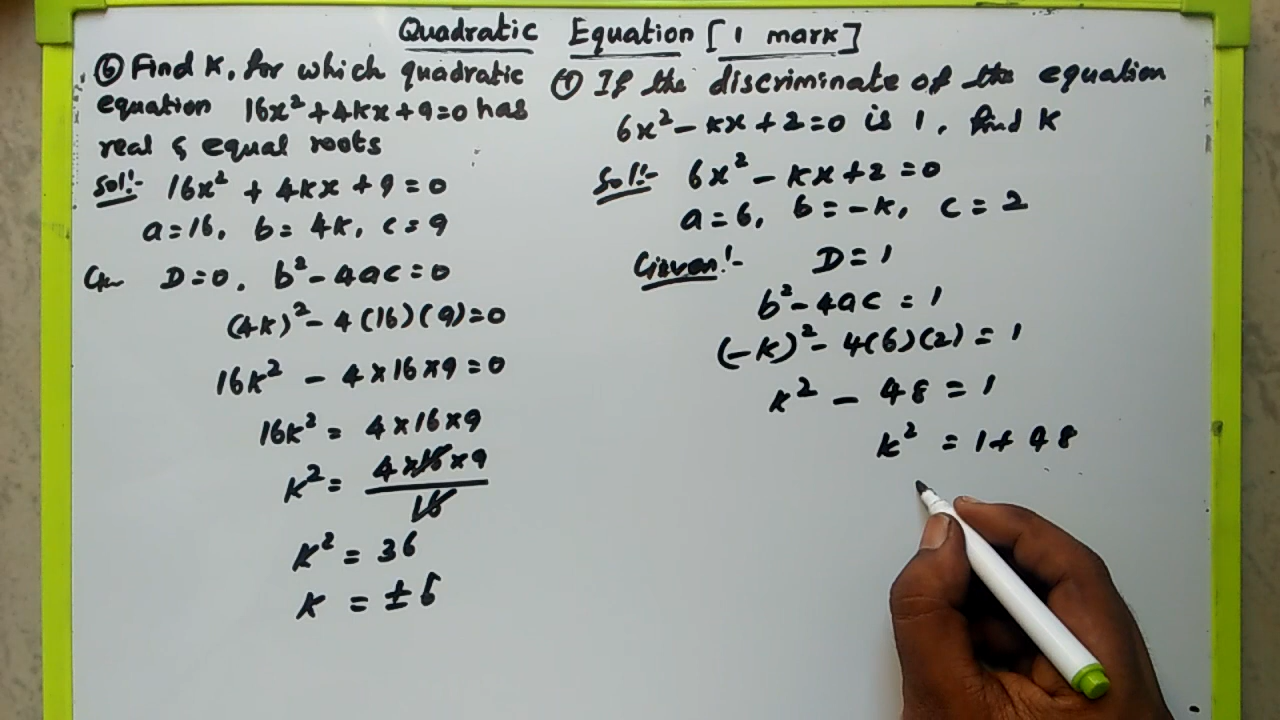 Quadratic Equation [1 mark]
⑥ Find K, for which quadratic
equation 16x² + 4kx + 9 = 0 has
real & equal roots
Sol:- 16x² + 4kx + 9 = 0
a = 16, b = 4k, c = 9
D = 0, b² - 4ac = 0
(4k)² - 4(16)(9) = 0
16k² - 4 × 16 × 9 = 0
16k² = 4 × 16 × 9
k² = 4 × 16 × 9
16
k² = 36
k = ± 6
⑦ If the discriminate of the equation
6x² - kx + 2 = 0 is 1, find k
Sol:- 6x² - kx + 2 = 0
a = 6, b = -k, c = 2
Given:- D = 1
b² - 4ac = 1
(-k)² - 4(6)(2) = 1
k² - 48 = 1
k² = 1 + 48